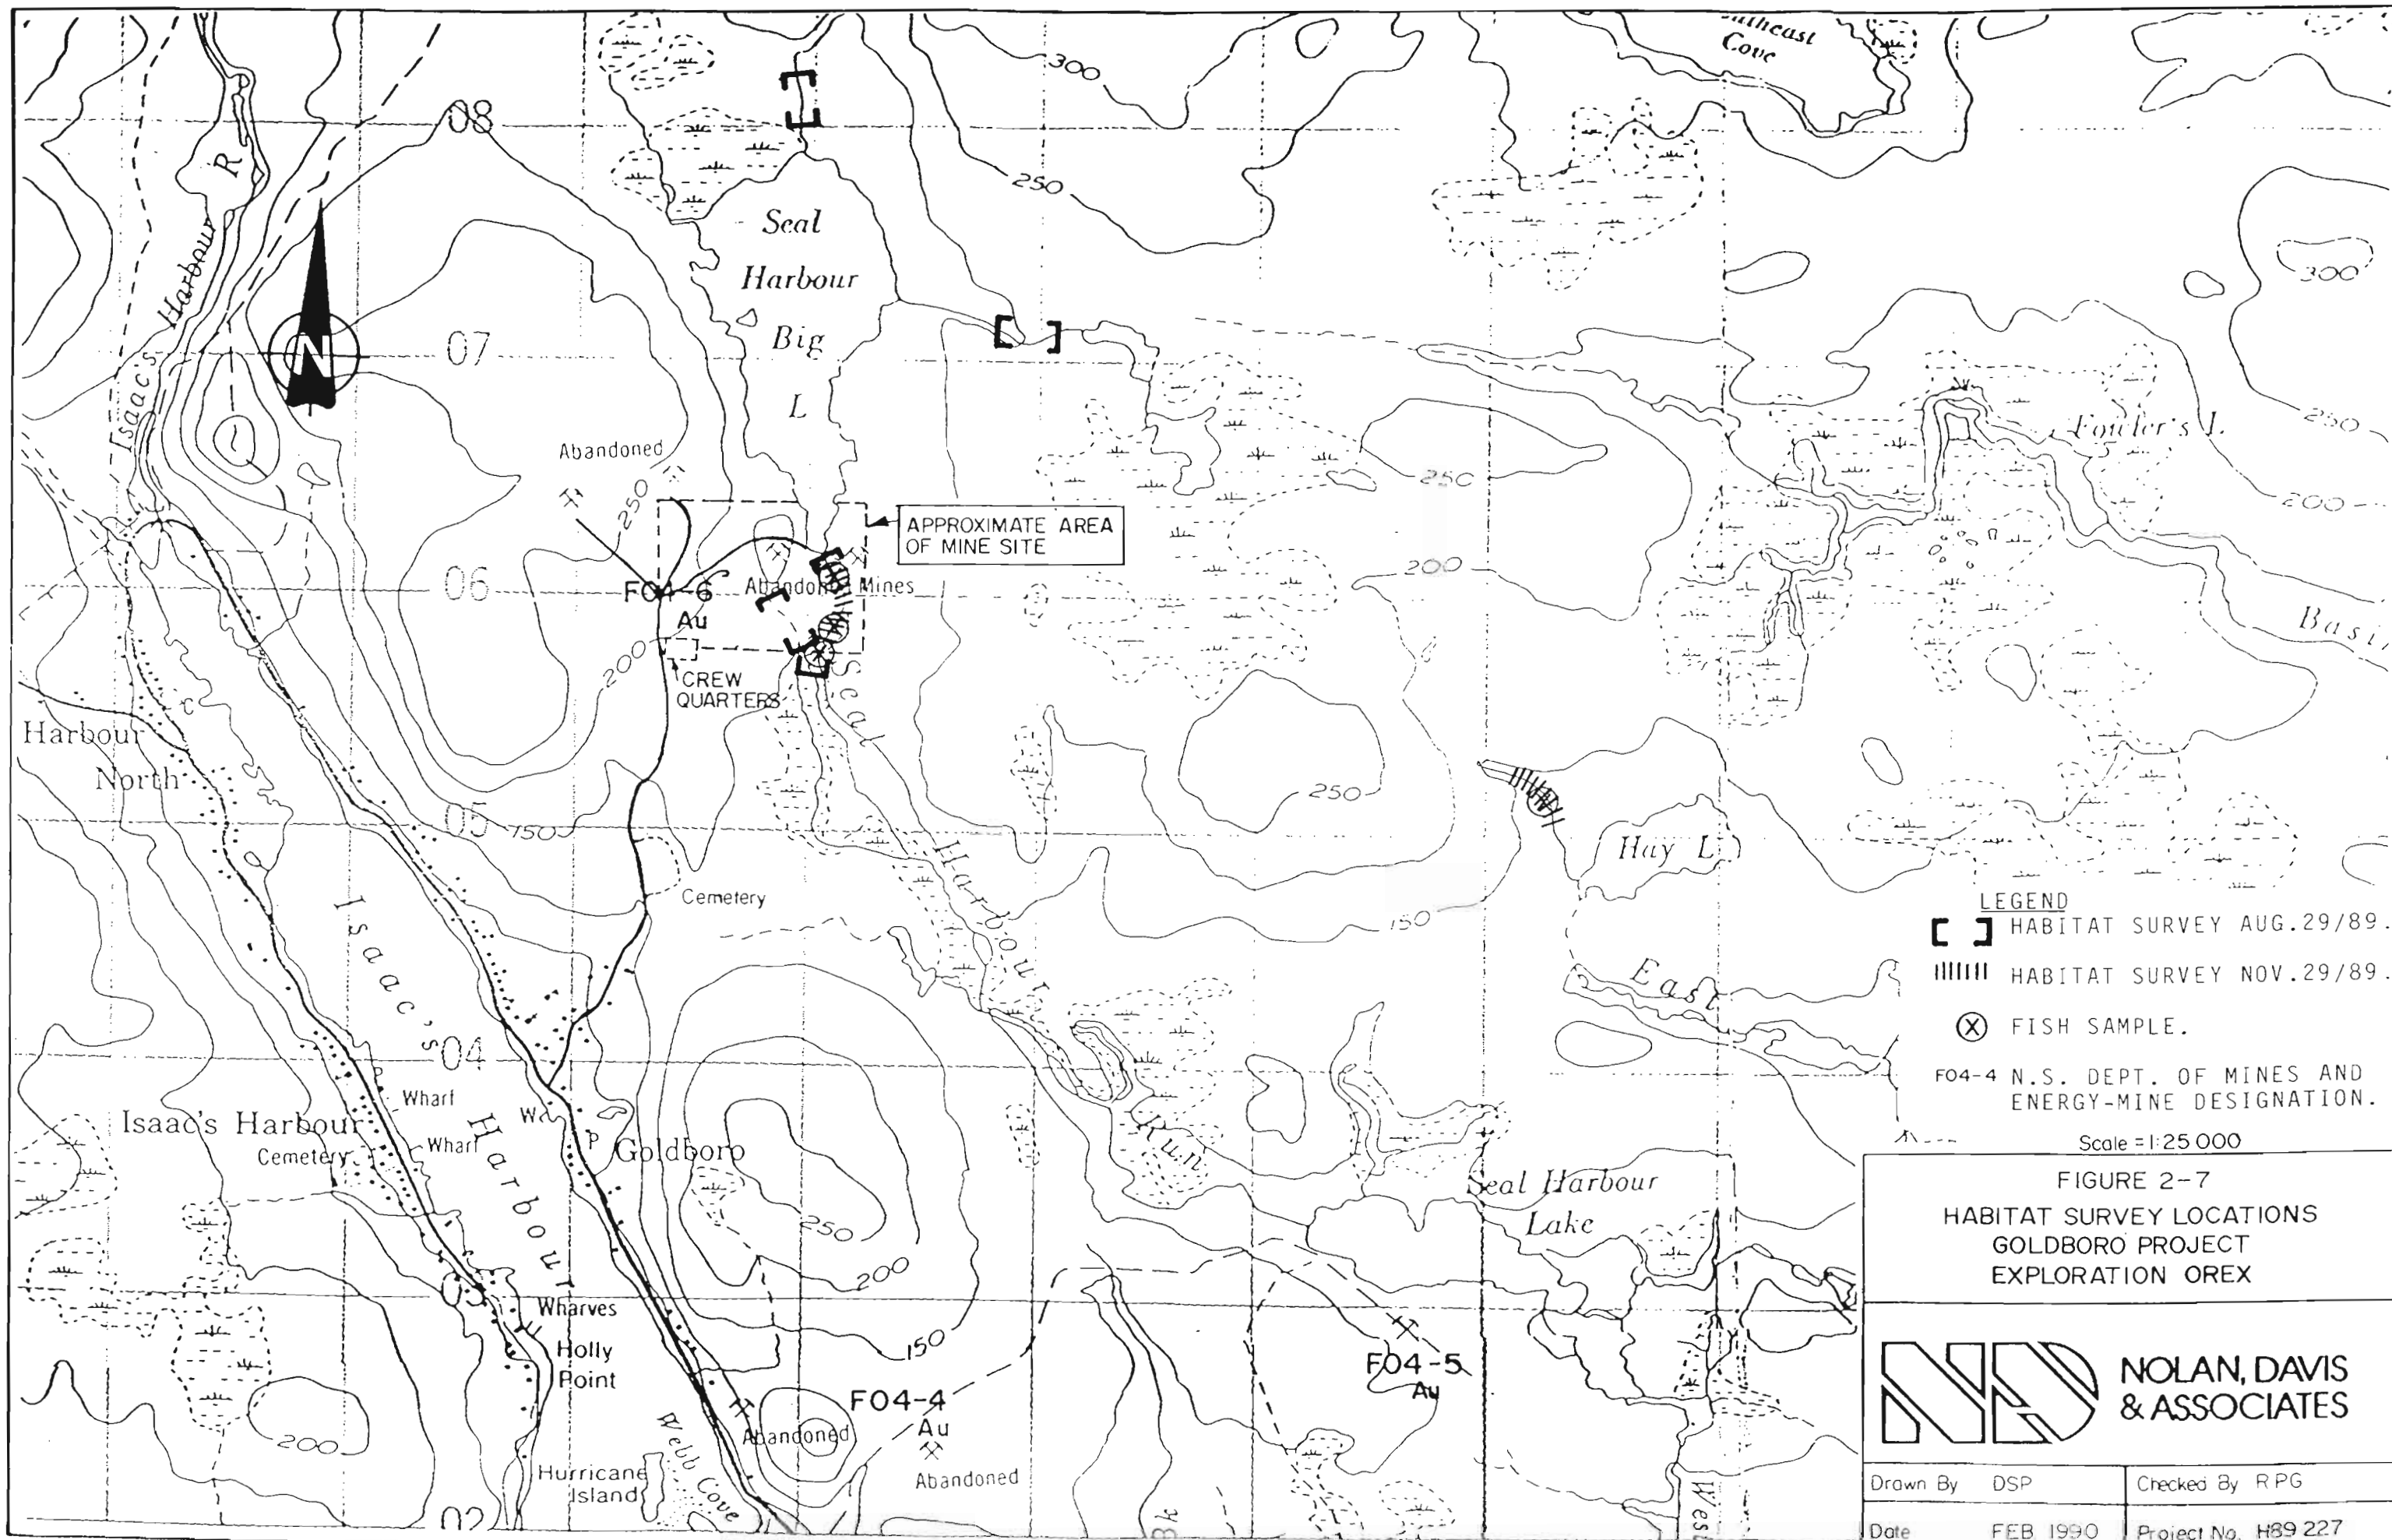 Cove
300
08
R
250
Seal
Harbour
Big
L
Isaac's
Harbour
300
N
07
Abandoned
250
Fowler's L.
250
250
200
APPROXIMATE AREA
OF MINE SITE
06
F04-6
Au
Mines
200
200
CREW
QUARTERS
Seal
Harbour
Run
C
Harbour
North
05
150
250
Hay L
Cemetery
150
Isaac's
Harbour
East
LEGEND
[ ] HABITAT SURVEY AUG.29/89.
HABITAT SURVEY NOV.29/89.
FISH SAMPLE.
F04-4 N.S. DEPT. OF MINES AND
ENERGY-MINE DESIGNATION.
Scale = 1:25 000
04
P
Wharf
Isaac's Harbour
Cemetery
Wharf
W
P
Goldboro
250
200
150
Seal Harbour
Lake
03
Wharves
Holly
Point
F04-5
Au
F04-4
Au
Abandoned
Abandoned
200
Hurricane
Island
Webb Cove
02
FIGURE 2-7
HABITAT SURVEY LOCATIONS
GOLDBORO PROJECT
EXPLORATION OREX
ND
NOLAN, DAVIS
& ASSOCIATES
Drawn By DSP
Checked By RPG
Date FEB 1990
Project No. H89 227